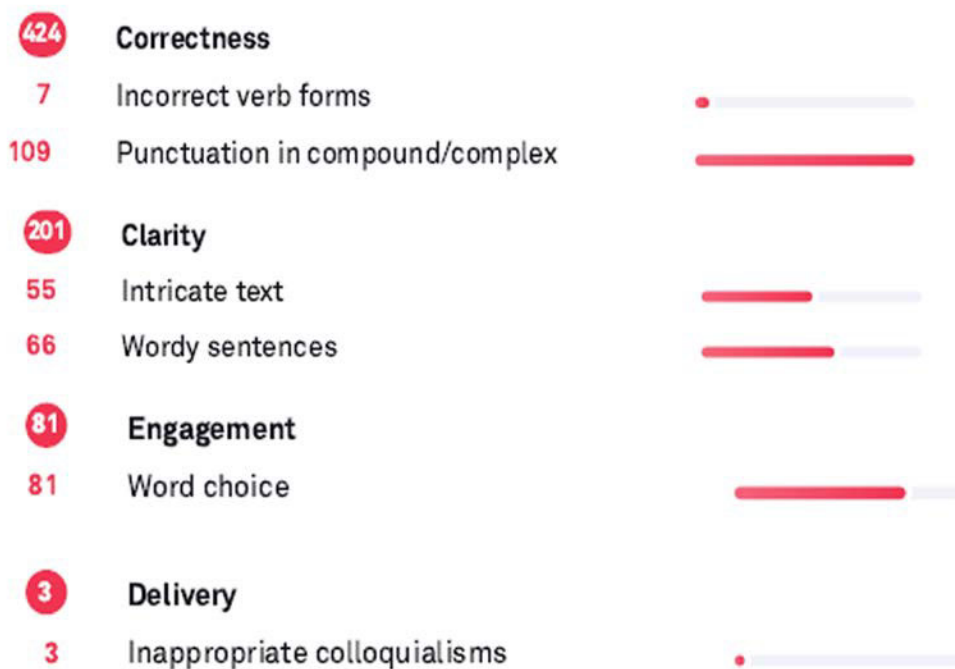 424 Correctness
7 Incorrect verb forms
109 Punctuation in compound/complex
201 Clarity
55 Intricate text
66 Wordy sentences
81 Engagement
81 Word choice
3 Delivery
3 Inappropriate colloquialisms